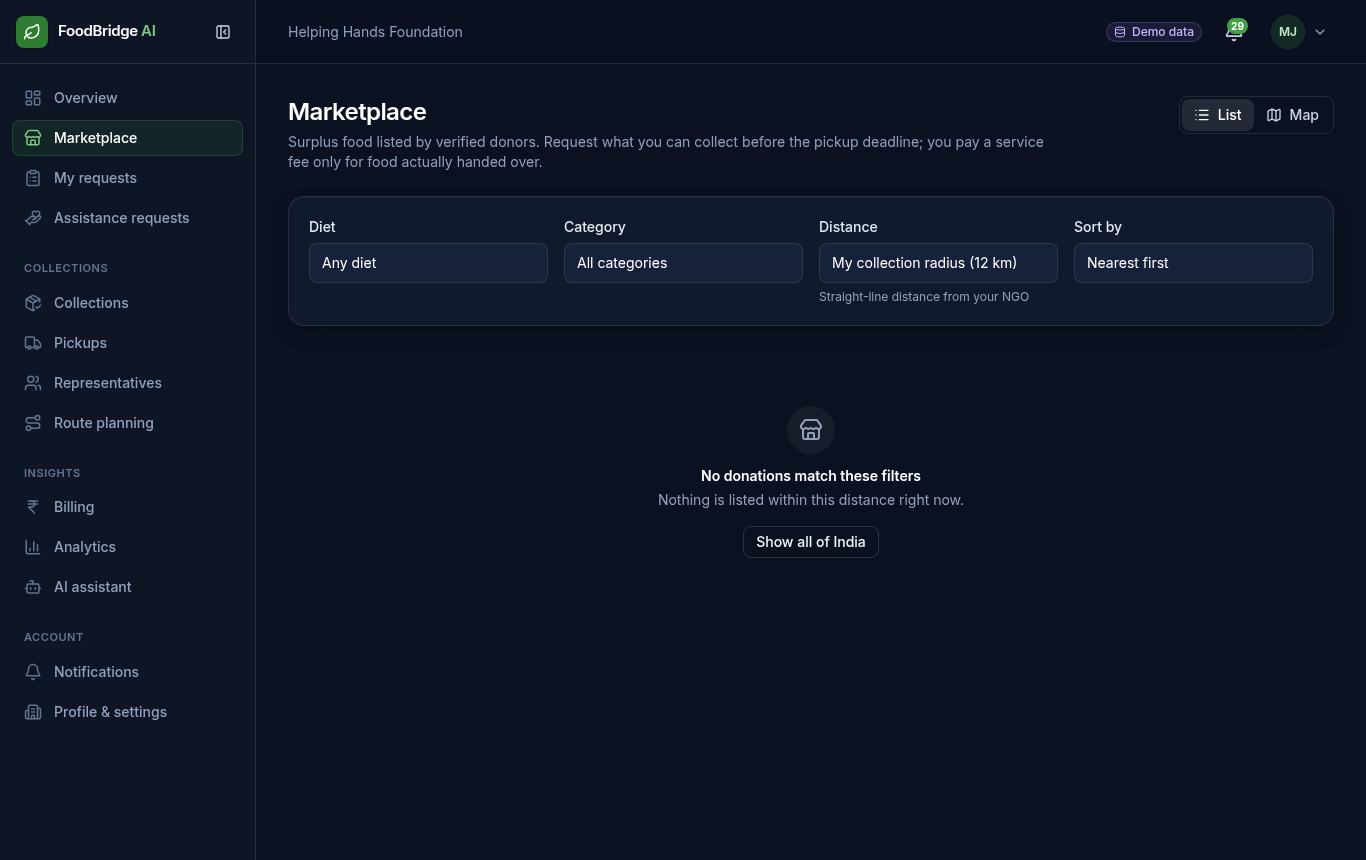 FoodBridge AI
Helping Hands Foundation
Demo data
29
MJ
Overview
Marketplace
My requests
Assistance requests
COLLECTIONS
Collections
Pickups
Representatives
Route planning
INSIGHTS
Billing
Analytics
AI assistant
ACCOUNT
Notifications
Profile & settings
Marketplace
Surplus food listed by verified donors. Request what you can collect before the pickup deadline; you pay a service
fee only for food actually handed over.
List
Map
Diet
Category
Distance
Sort by
Any diet
All categories
My collection radius (12 km)
Nearest first
Straight-line distance from your NGO
No donations match these filters
Nothing is listed within this distance right now.
Show all of India